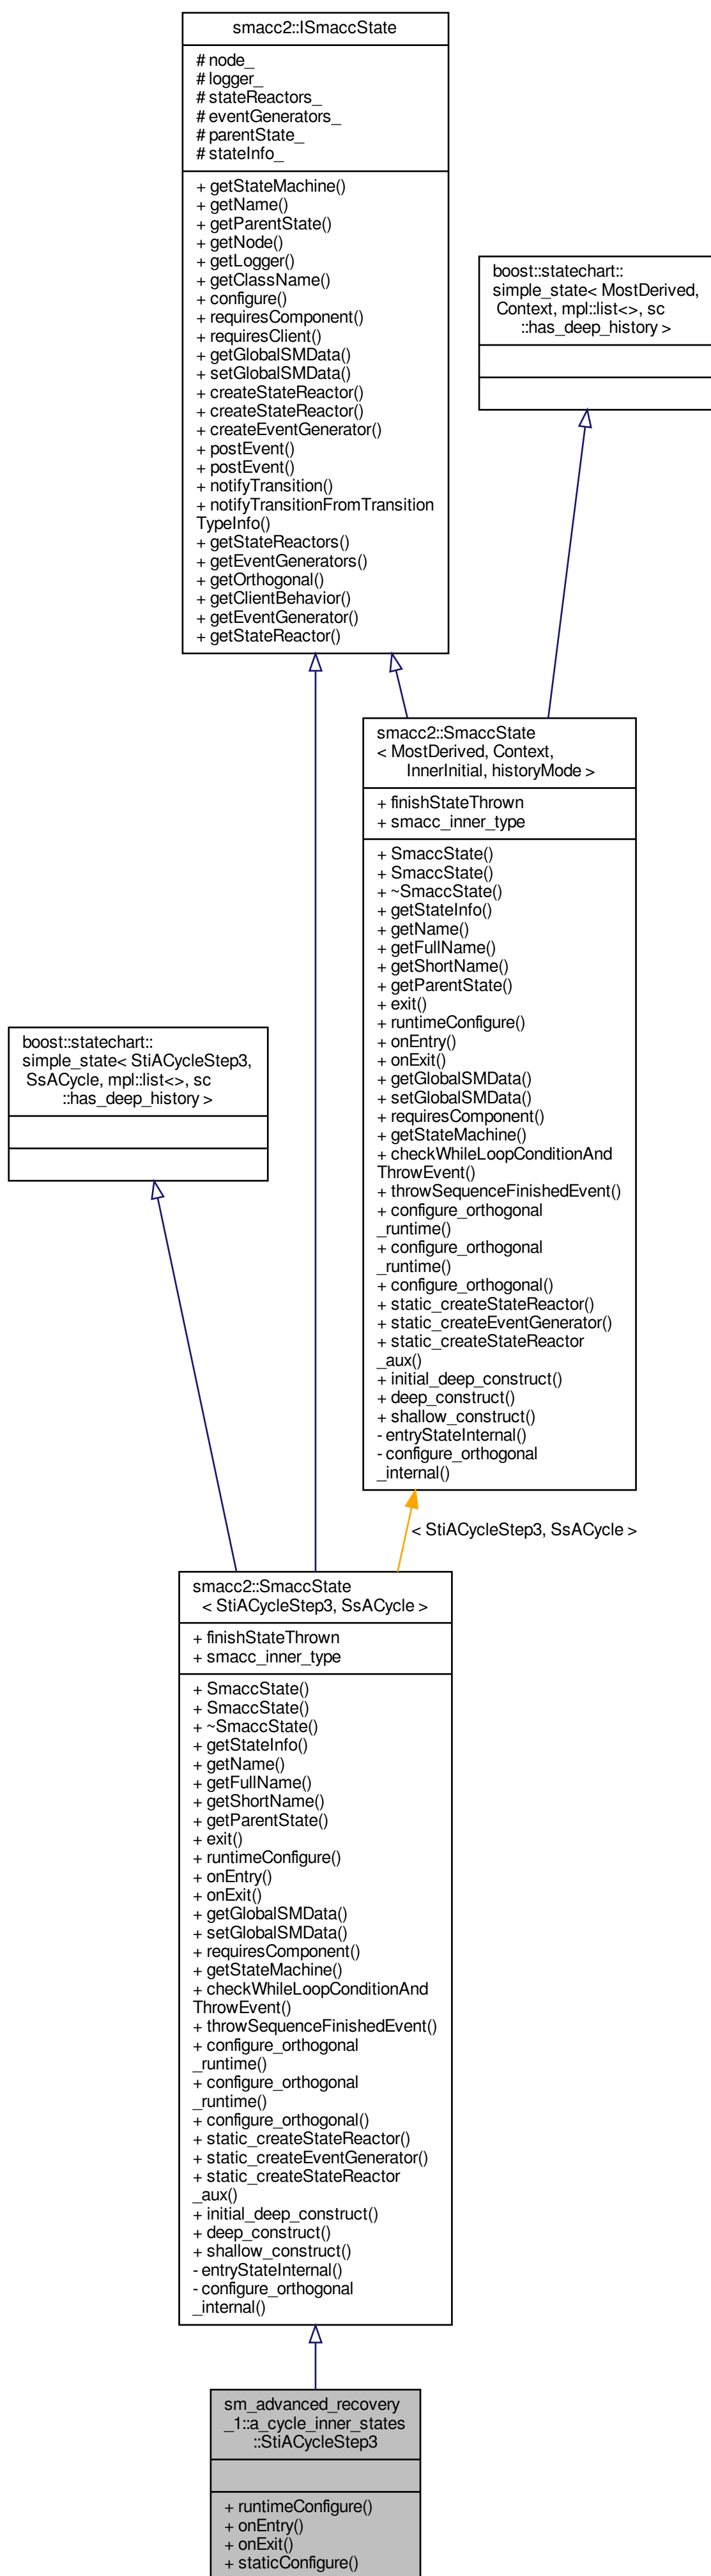 smacc2::ISmaccState
# node_
# logger_
# stateReactors_
# eventGenerators_
# parentState_
# stateInfo_
+ getStateMachine()
+ getName()
+ getParentState()
+ getNode()
+ getLogger()
+ getClassName()
+ configure()
+ requiresComponent()
+ requiresClient()
+ getGlobalSMData()
+ setGlobalSMData()
+ createStateReactor()
+ createStateReactor()
+ createEventGenerator()
+ postEvent()
+ postEvent()
+ notifyTransition()
+ notifyTransitionFromTransition
TypeInfo()
+ getStateReactors()
+ getEventGenerators()
+ getOrthogonal()
+ getClientBehavior()
+ getEventGenerator()
+ getStateReactor()
boost::statechart::
simple_state< MostDerived,
Context, mpl::list<>, sc
::has_deep_history >
smacc2::SmaccState
< MostDerived, Context,
InnerInitial, historyMode >
+ finishStateThrown
+ smacc_inner_type
+ SmaccState()
+ SmaccState()
+ ~SmaccState()
+ getStateInfo()
+ getName()
+ getFullName()
+ getShortName()
+ getParentState()
+ exit()
+ runtimeConfigure()
+ onEntry()
+ onExit()
+ getGlobalSMData()
+ setGlobalSMData()
+ requiresComponent()
+ getStateMachine()
+ checkWhileLoopConditionAnd
ThrowEvent()
+ throwSequenceFinishedEvent()
+ configure_orthogonal
_runtime()
+ configure_orthogonal
_runtime()
+ configure_orthogonal()
+ static_createStateReactor()
+ static_createEventGenerator()
+ static_createStateReactor
_aux()
+ initial_deep_construct()
+ deep_construct()
+ shallow_construct()
- entryStateInternal()
- configure_orthogonal
_internal()
boost::statechart::
simple_state< StiACycleStep3,
SsACycle, mpl::list<>, sc
::has_deep_history >
< StiACycleStep3, SsACycle >
smacc2::SmaccState
< StiACycleStep3, SsACycle >
+ finishStateThrown
+ smacc_inner_type
+ SmaccState()
+ SmaccState()
+ ~SmaccState()
+ getStateInfo()
+ getName()
+ getFullName()
+ getShortName()
+ getParentState()
+ exit()
+ runtimeConfigure()
+ onEntry()
+ onExit()
+ getGlobalSMData()
+ setGlobalSMData()
+ requiresComponent()
+ getStateMachine()
+ checkWhileLoopConditionAnd
ThrowEvent()
+ throwSequenceFinishedEvent()
+ configure_orthogonal
_runtime()
+ configure_orthogonal
_runtime()
+ configure_orthogonal()
+ static_createStateReactor()
+ static_createEventGenerator()
+ static_createStateReactor
_aux()
+ initial_deep_construct()
+ deep_construct()
+ shallow_construct()
- entryStateInternal()
- configure_orthogonal
_internal()
sm_advanced_recovery
_1::a_cycle_inner_states
::StiACycleStep3
+ runtimeConfigure()
+ onEntry()
+ onExit()
+ staticConfigure()